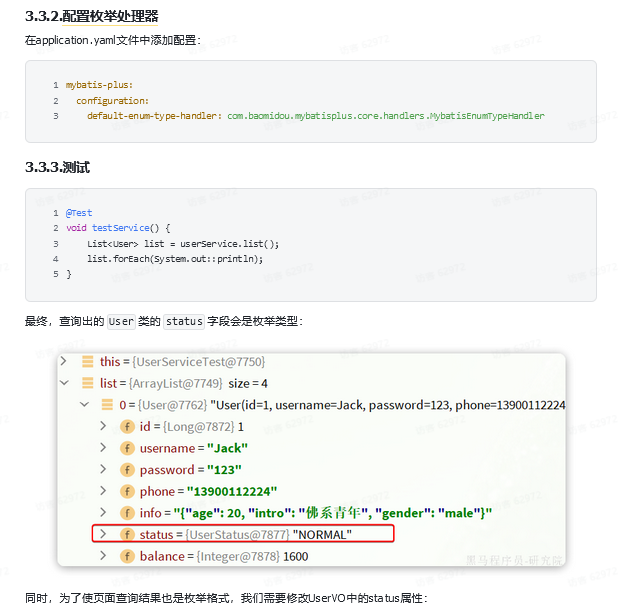 3.3.2.配置枚举处理器
在application.yaml文件中添加配置：
1 mybatis-plus:
2   configuration:
3     default-enum-type-handler: com.baomidou.mybatisplus.core.handlers.MybatisEnumTypeHandler
3.3.3.测试
1 @Test
2 void testService() {
3     List<User> list = userService.list();
4     list.forEach(System.out::println);
5 }
最终，查询出的 User 类的 status 字段会是枚举类型：
this = {UserServiceTest@7750}
list = {ArrayList@7749} size = 4
0 = {User@7762} "User(id=1, username=Jack, password=123, phone=13900112224
f id = {Long@7872} 1
f username = "Jack"
f password = "123"
f phone = "13900112224"
f info = "{"age": 20, "intro": "佛系青年", "gender": "male"}"
f status = {UserStatus@7877} "NORMAL"
f balance = {Integer@7878} 1600
黑马程序员-研究院
同时，为了使页面查询结果也是枚举格式，我们需要修改UserVO中的status属性：